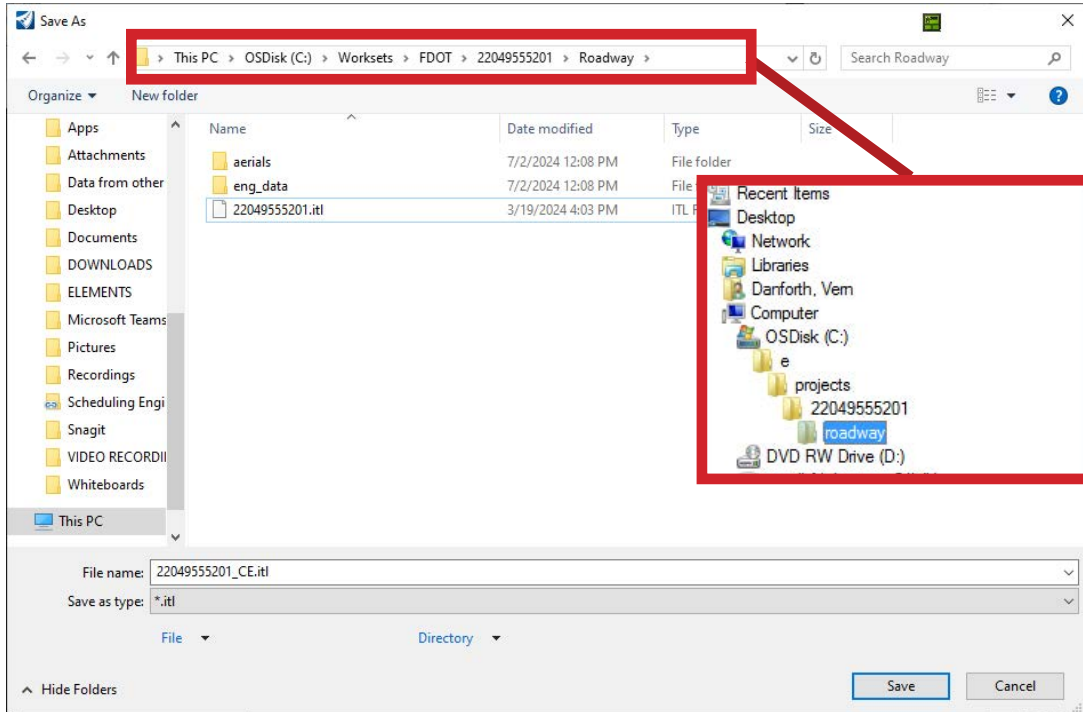 Save As
This PC > OSDisk (C:) > Worksets > FDOT > 22049555201 > Roadway >
Search Roadway
Organize
New folder
Name Date modified Type Size
Apps
Attachments
Data from other
Desktop
Documents
DOWNLOADS
ELEMENTS
Microsoft Teams
Pictures
Recordings
Scheduling Engi
Snagit
VIDEO RECORDI
Whiteboards
This PC
aerials 7/2/2024 12:08 PM File folder
eng_data 7/2/2024 12:08 PM File
22049555201.itl 3/19/2024 4:03 PM ITL
Recent Items
Desktop
Network
Libraries
Danforth, Vern
Computer
OSDisk (C:)
e
projects
22049555201
roadway
DVD RW Drive (D:)
File name: 22049555201_CE.itl
Save as type: *.itl
File Directory
Hide Folders
Save Cancel